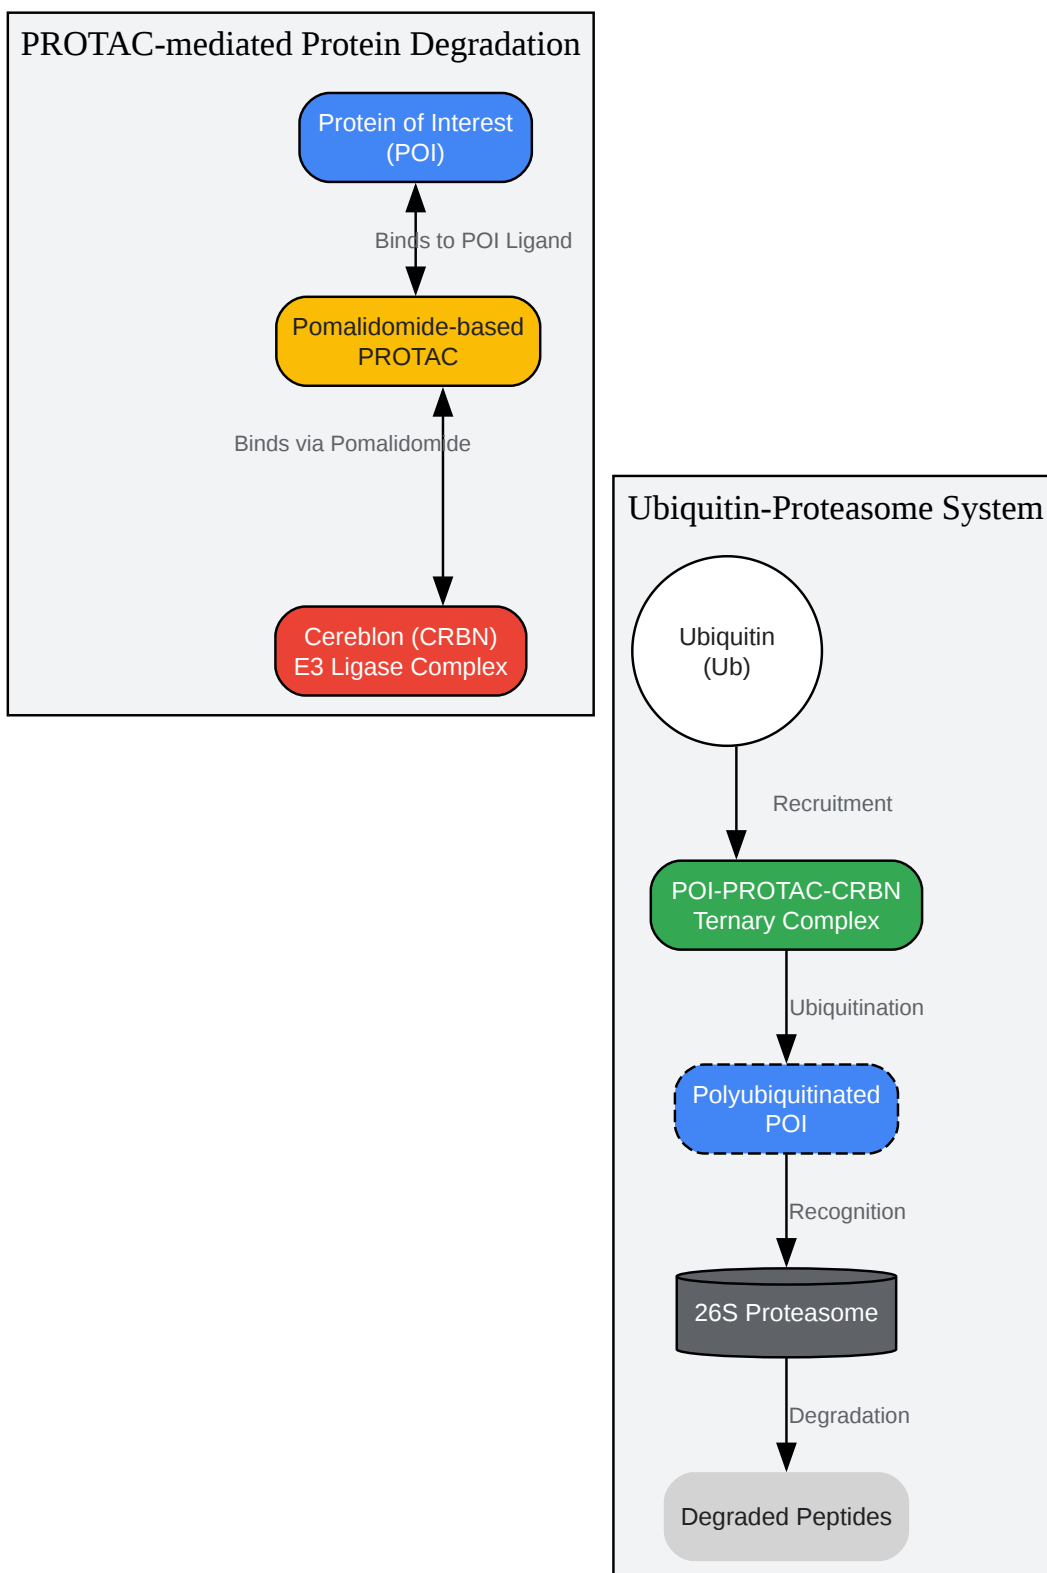 PROTAC-mediated Protein Degradation
Protein of Interest
(POI)
Binds to POI Ligand
Pomalidomide-based
PROTAC
Binds via Pomalidomide
Cereblon (CRBN)
E3 Ligase Complex
Ubiquitin-Proteasome System
Ubiquitin
(Ub)
Recruitment
POI-PROTAC-CRBN
Ternary Complex
Ubiquitination
Polyubiquitinated
POI
Recognition
26S Proteasome
Degradation
Degraded Peptides